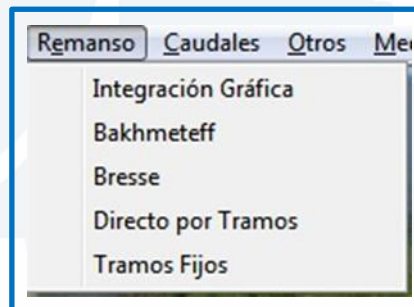 Remanso Caudales Otros
Integración Gráfica
Bakhmeteff
Bresse
Directo por Tramos
Tramos Fijos